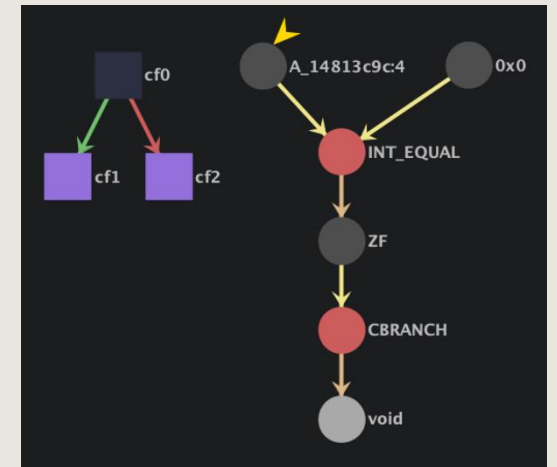 cf0
A_14813c9c:4
0x0
INT_EQUAL
cf1
cf2
ZF
CBRANCH
void